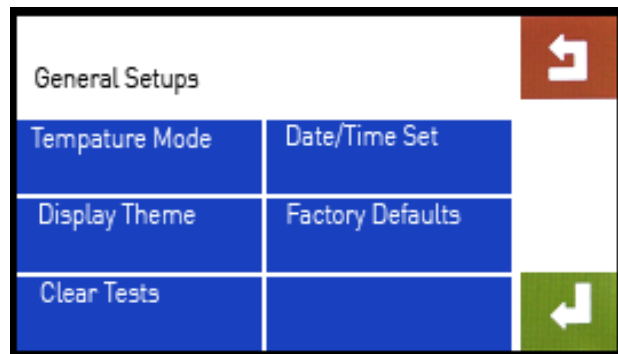 General Setups
Tempature Mode
Date/Time Set
Display Theme
Factory Defaults
Clear Tests